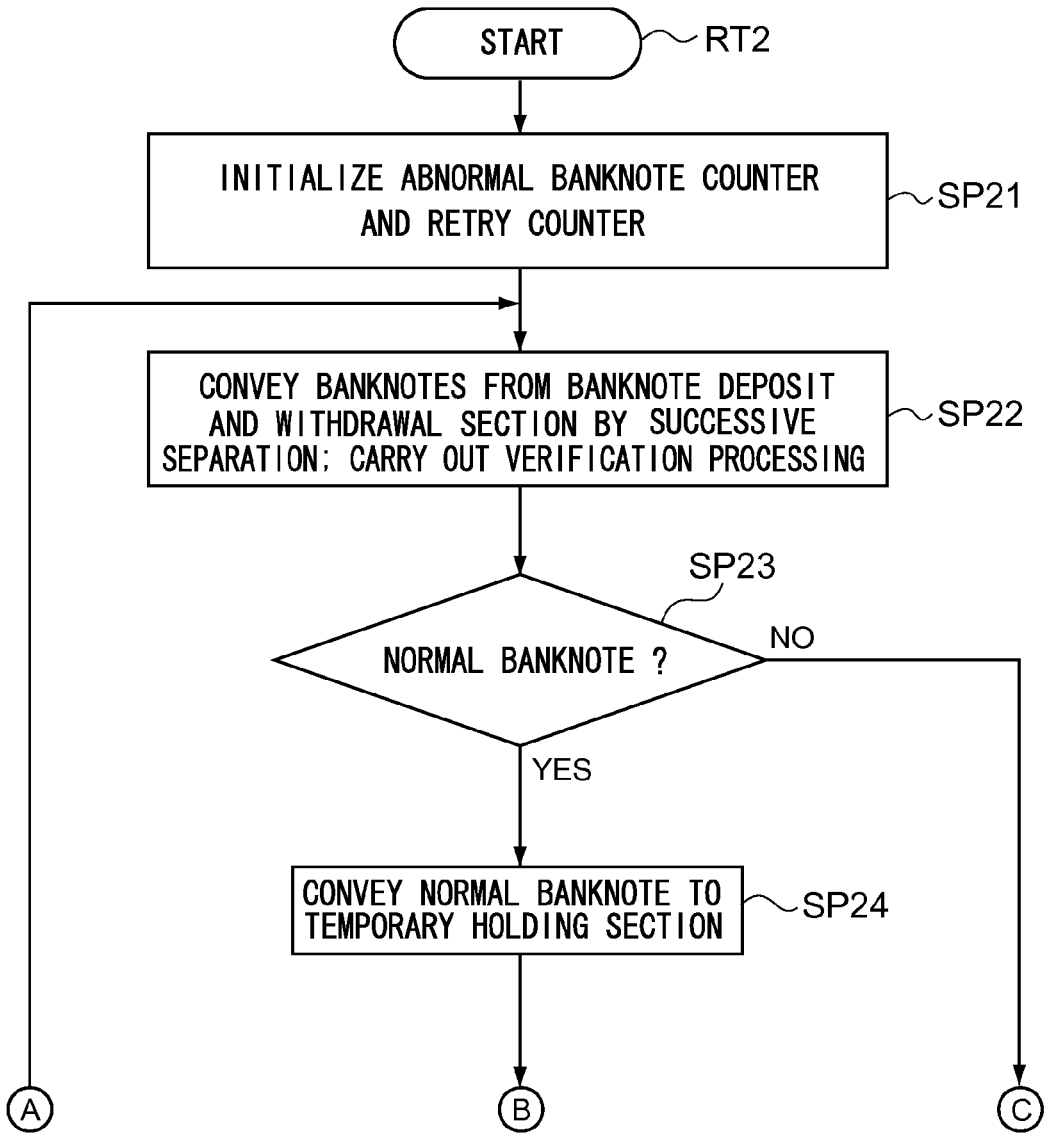 START
RT2
INITIALIZE ABNORMAL BANKNOTE COUNTER
AND RETRY COUNTER
SP21
CONVEY BANKNOTES FROM BANKNOTE DEPOSIT
AND WITHDRAWAL SECTION BY SUCCESSIVE
SEPARATION; CARRY OUT VERIFICATION PROCESSING
SP22
SP23
NORMAL BANKNOTE ?
NO
YES
CONVEY NORMAL BANKNOTE TO
TEMPORARY HOLDING SECTION
SP24
A
B
C